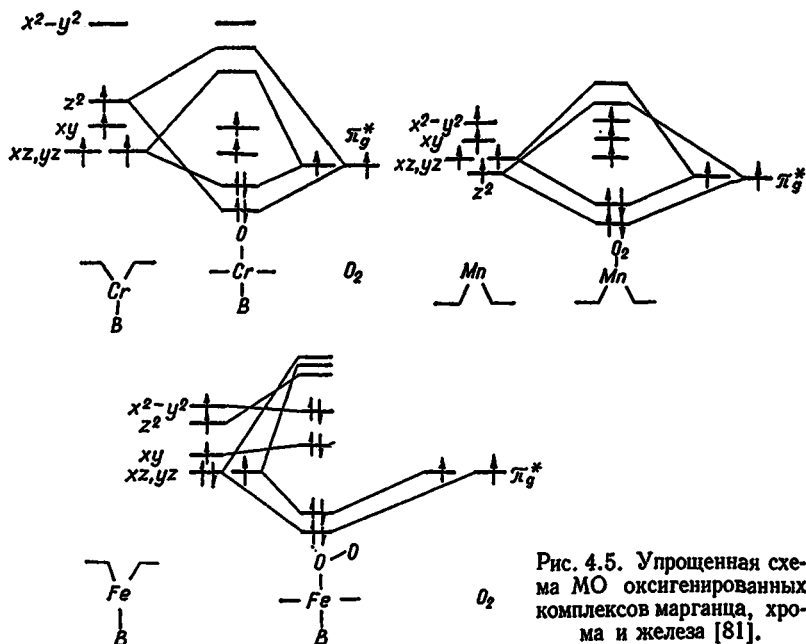 x²−y²
z²
xy
xz,yz
π*g
O
Cr
B
Cr
B
O₂
x²−y²
xy
xz,yz
z²
π*g
O₂
Mn
Mn
x²−y²
z²
xy
xz,yz
π*g
O
O
Fe
B
Fe
B
O₂
Рис. 4.5. Упрощенная схе-
ма МО оксигенированных
комплексов марганца, хро-
ма и железа [81].